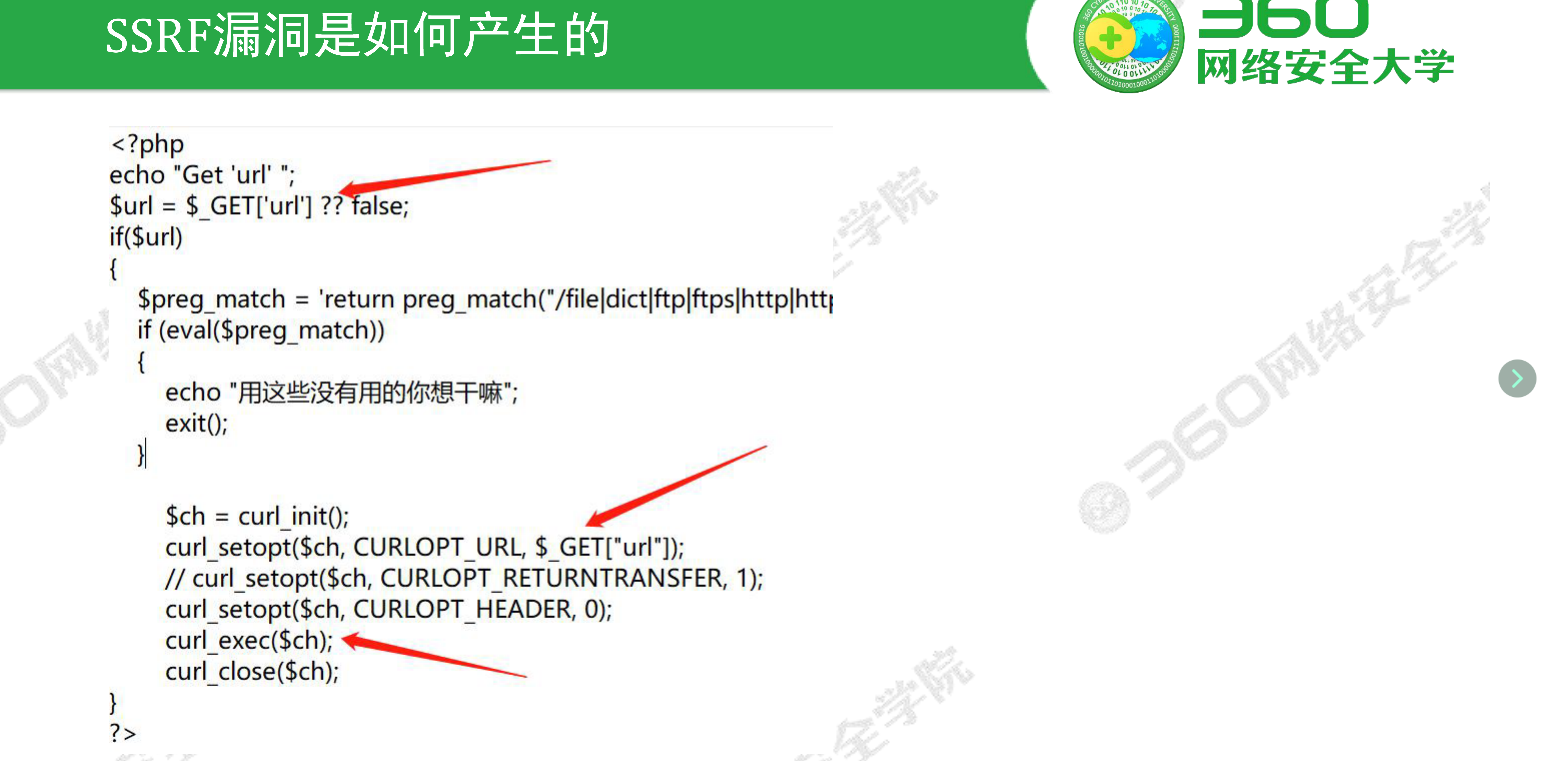 SSRF漏洞是如何产生的
360
网络安全大学
<?php
echo "Get 'url' ";
$url = $_GET['url'] ?? false;
if($url)
{
$preg_match = 'return preg_match("/file|dict|ftp|ftps|http|http
if (eval($preg_match))
{
echo "用这些没有用的你想干嘛";
exit();
}
$ch = curl_init();
curl_setopt($ch, CURLOPT_URL, $_GET["url"]);
// curl_setopt($ch, CURLOPT_RETURNTRANSFER, 1);
curl_setopt($ch, CURLOPT_HEADER, 0);
curl_exec($ch);
curl_close($ch);
}
?>
360网络安全学
全学院